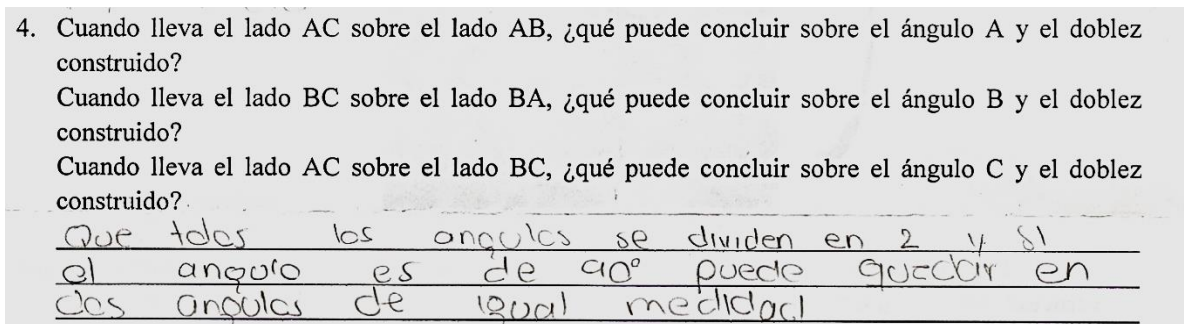 4. Cuando lleva el lado AC sobre el lado AB, ¿qué puede concluir sobre el ángulo A y el doblez
construido?
Cuando lleva el lado BC sobre el lado BA, ¿qué puede concluir sobre el ángulo B y el doblez
construido?
Cuando lleva el lado AC sobre el lado BC, ¿qué puede concluir sobre el ángulo C y el doblez
construido?
Que todos los angulos se dividen en 2 y si
el angulo es de 90° puede quedar en
dos angulos de igual medidad